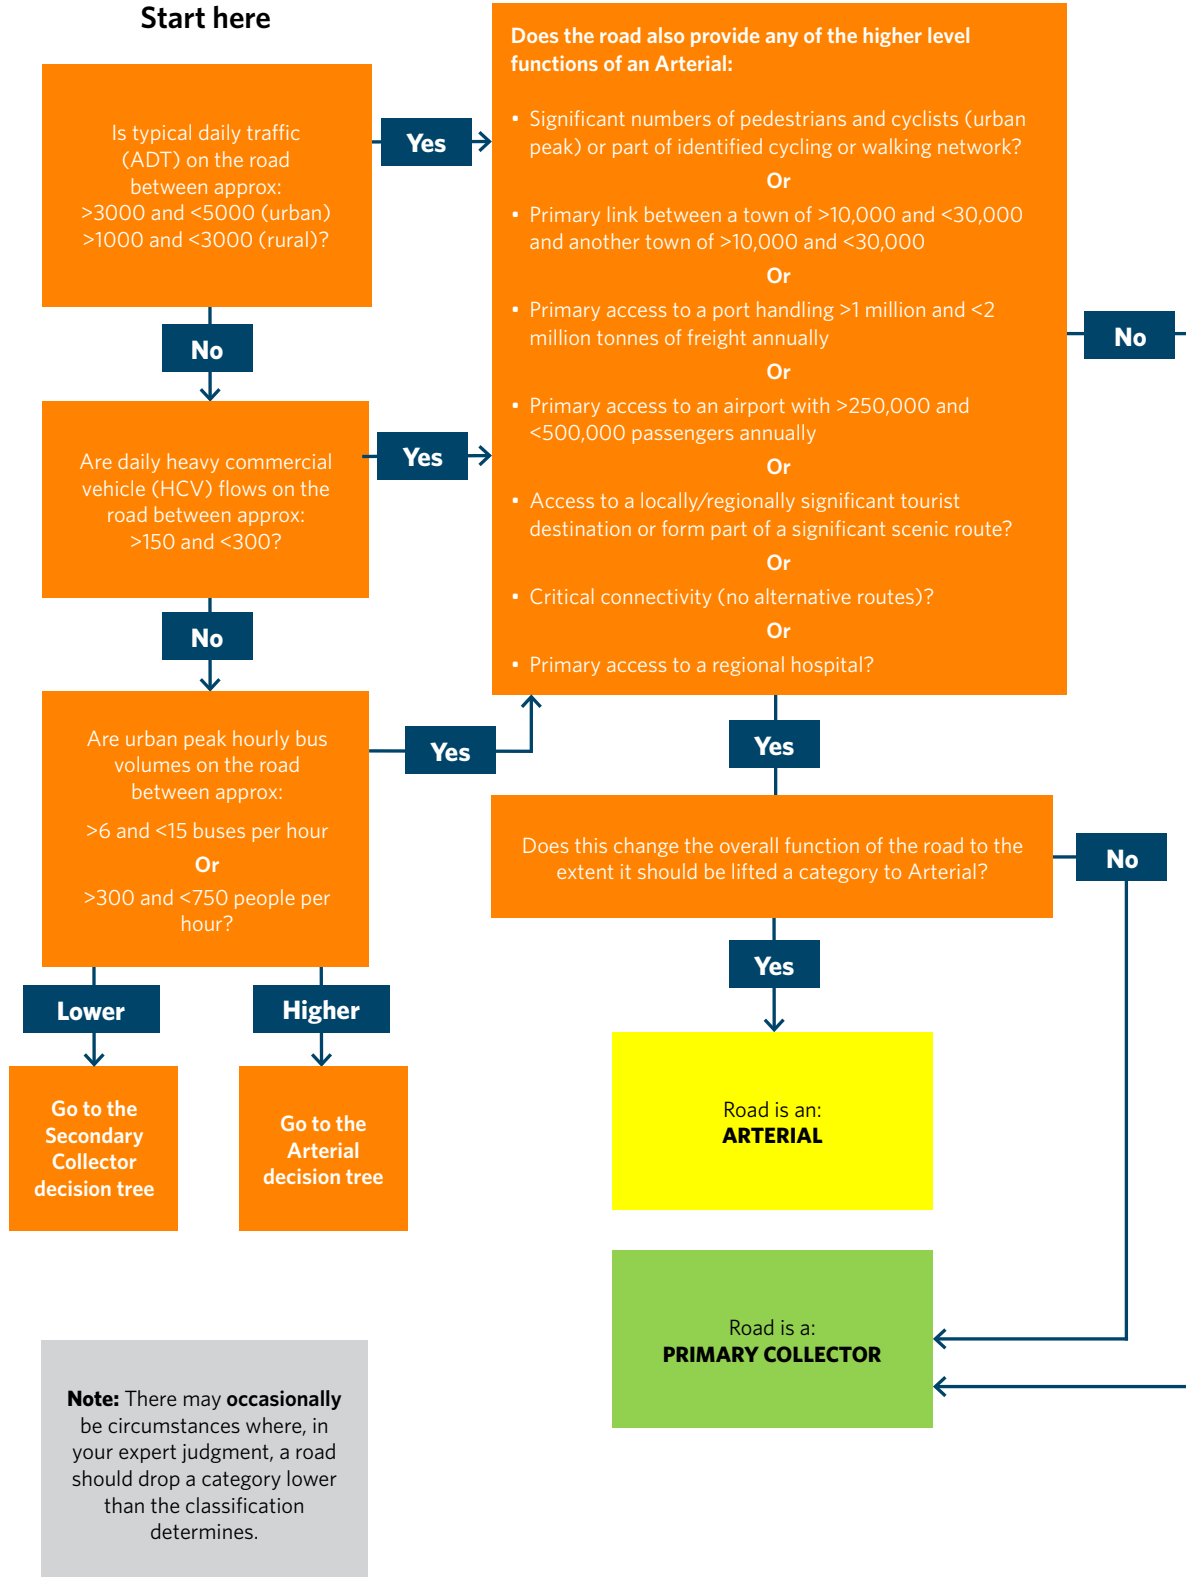 Start here
Is typical daily traffic
(ADT) on the road
between approx:
>3000 and <5000 (urban)
>1000 and <3000 (rural)?
Yes
No
Are daily heavy commercial
vehicle (HCV) flows on the
road between approx:
>150 and <300?
Yes
No
Are urban peak hourly bus
volumes on the road
between approx:
>6 and <15 buses per hour
Or
>300 and <750 people per
hour?
Yes
Lower
Higher
Go to the
Secondary
Collector
decision tree
Go to the
Arterial
decision tree
Does the road also provide any of the higher level
functions of an Arterial:
• Significant numbers of pedestrians and cyclists (urban
peak) or part of identified cycling or walking network?
Or
• Primary link between a town of >10,000 and <30,000
and another town of >10,000 and <30,000
Or
• Primary access to a port handling >1 million and <2
million tonnes of freight annually
Or
• Primary access to an airport with >250,000 and
<500,000 passengers annually
Or
• Access to a locally/regionally significant tourist
destination or form part of a significant scenic route?
Or
• Critical connectivity (no alternative routes)?
Or
• Primary access to a regional hospital?
No
Yes
Does this change the overall function of the road to the
extent it should be lifted a category to Arterial?
No
Yes
Road is an:
ARTERIAL
Road is a:
PRIMARY COLLECTOR
Note: There may occasionally
be circumstances where, in
your expert judgment, a road
should drop a category lower
than the classification
determines.